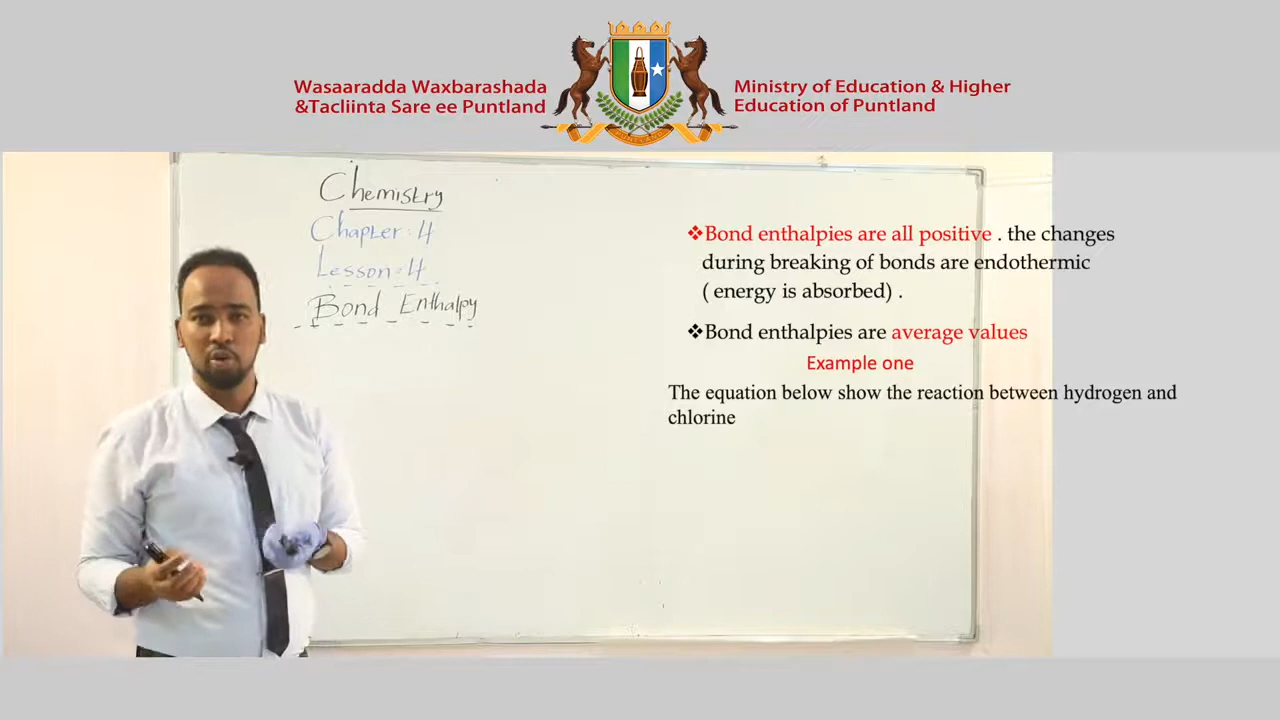 Wasaaradda Waxbarashada
&Tacliinta Sare ee Puntland
Ministry of Education & Higher
Education of Puntland
Chemistry
Chapter: 4
Lesson: 4
Bond Enthalpy
❖Bond enthalpies are all positive . the changes
during breaking of bonds are endothermic
( energy is absorbed) .
❖Bond enthalpies are average values
Example one
The equation below show the reaction between hydrogen and
chlorine